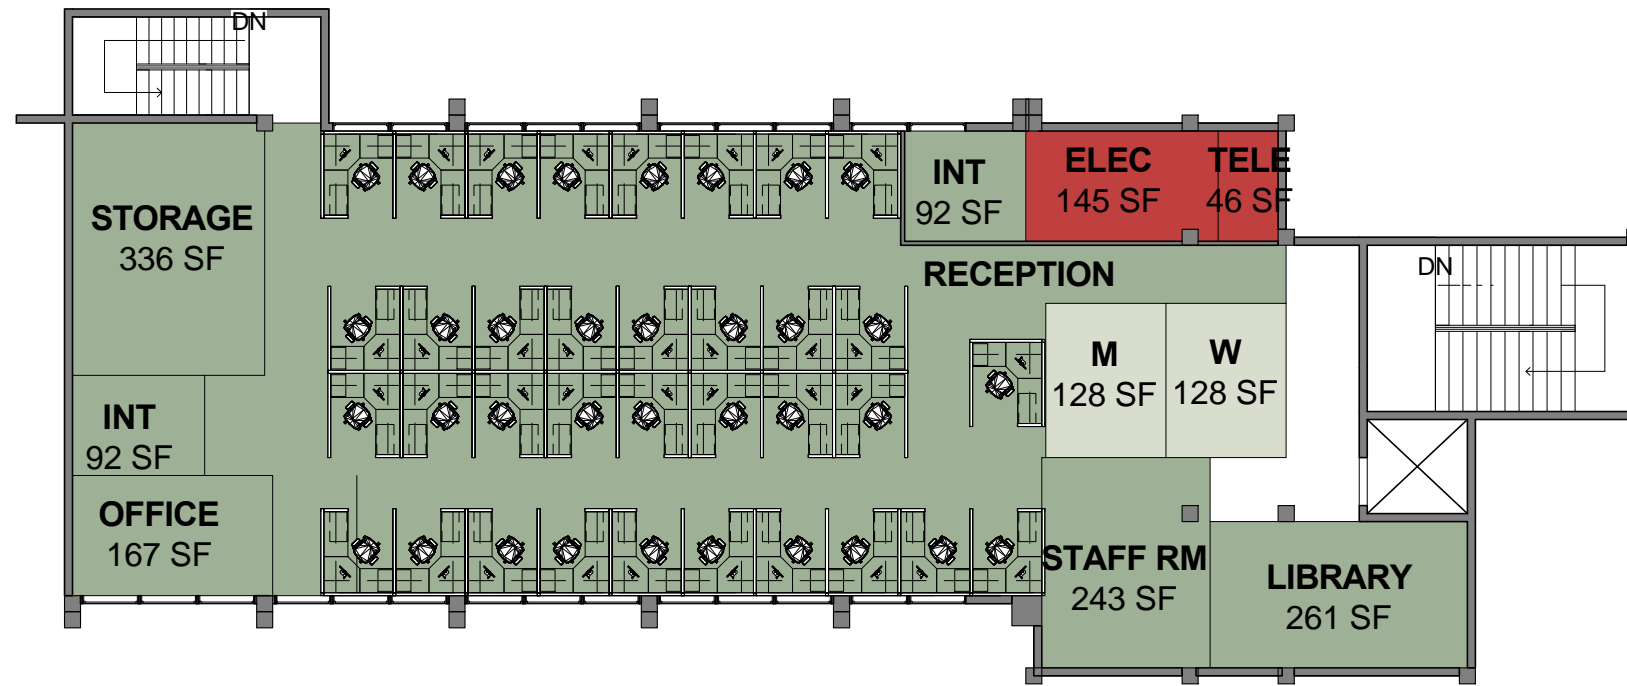 DN
STORAGE
336 SF
INT
92 SF
OFFICE
167 SF
INT
92 SF
ELEC
145 SF
TELE
46 SF
RECEPTION
M
128 SF
W
128 SF
DN
STAFF RM
243 SF
LIBRARY
261 SF